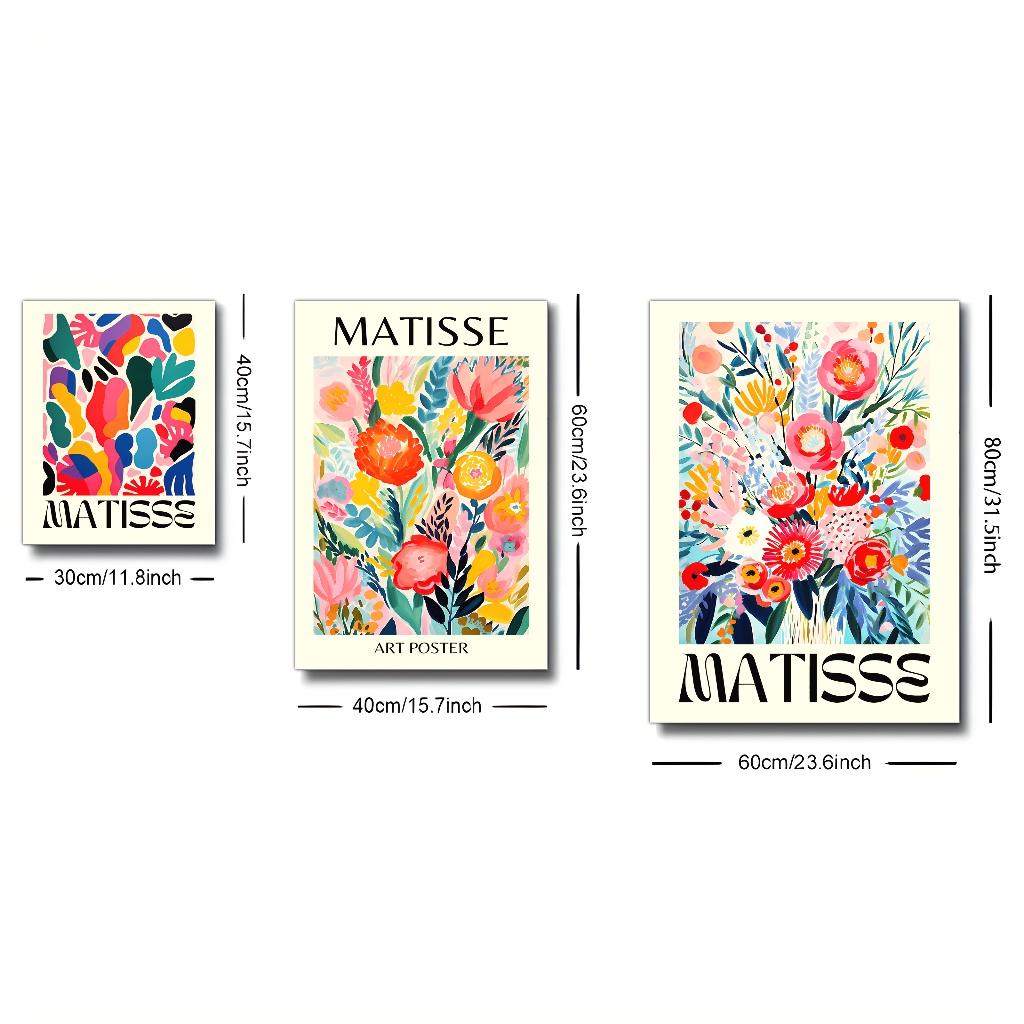 MATISSE
40cm/15.7inch
30cm/11.8inch
MATISSE
ART POSTER
60cm/23.6inch
40cm/15.7inch
MATISSE
80cm/31.5inch
60cm/23.6inch